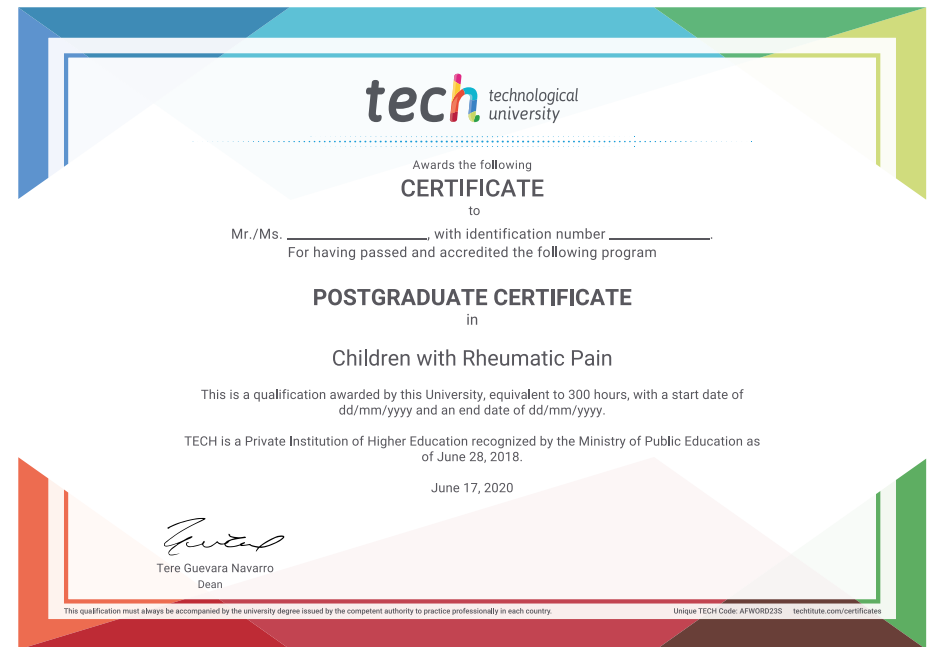 tech technological
university
Awards the following
CERTIFICATE
to
Mr./Ms. ____________________, with identification number ______________.
For having passed and accredited the following program
POSTGRADUATE CERTIFICATE
in
Children with Rheumatic Pain
This is a qualification awarded by this University, equivalent to 300 hours, with a start date of
dd/mm/yyyy and an end date of dd/mm/yyyy.
TECH is a Private Institution of Higher Education recognized by the Ministry of Public Education as
of June 28, 2018.
June 17, 2020
Tere Guevara Navarro
Dean
This qualification must always be accompanied by the university degree issued by the competent authority to practice professionally in each country.
Unique TECH Code: AFWORD23S techtitute.com/certificates